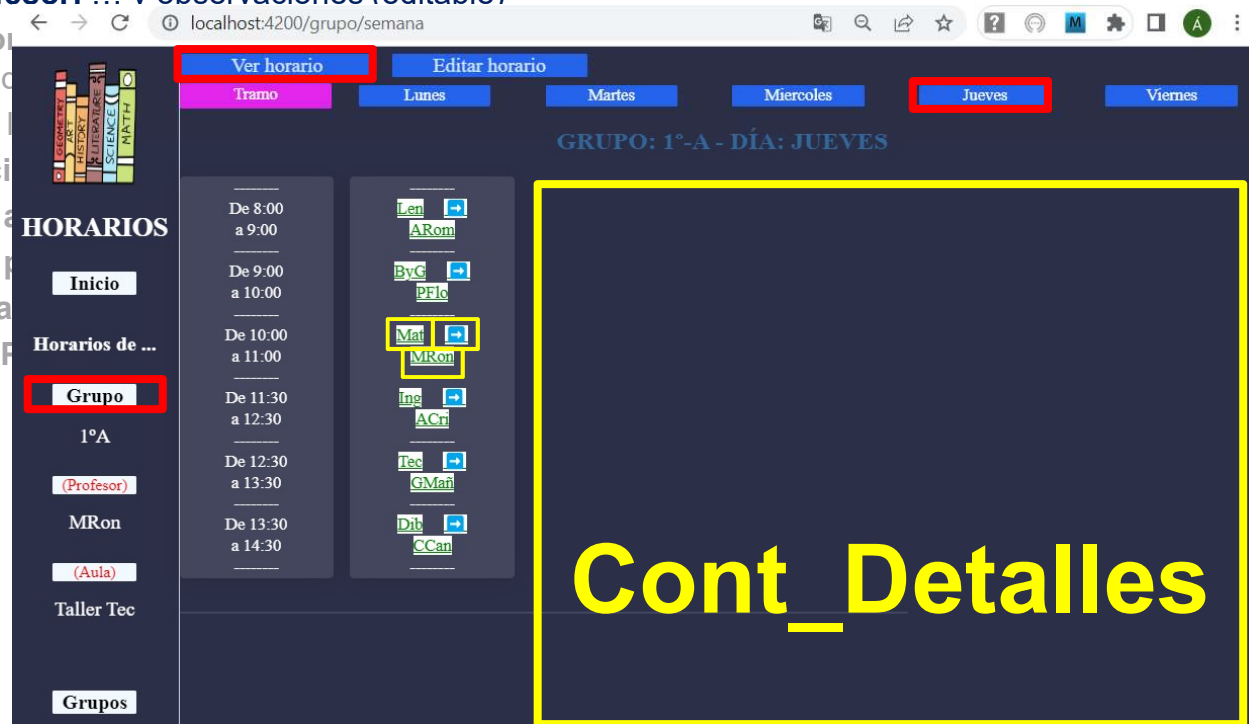 y observaciones (editable)
localhost:4200/grupo/semana
Á
Ver horario Editar horario
Tramo Lunes Martes Miercoles Jueves Viernes
GRUPO: 1º-A - DÍA: JUEVES
GEOMETRY
ART
HISTORY
LITERATURE
SCIENCE
MATH
HORARIOS
Inicio
Horarios de ...
Grupo
1ºA
(Profesor)
MRon
(Aula)
Taller Tec
Grupos
--------
De 8:00
a 9:00
--------
De 9:00
a 10:00
--------
De 10:00
a 11:00
--------
De 11:30
a 12:30
--------
De 12:30
a 13:30
--------
De 13:30
a 14:30
--------
--------
Len ➡
ARom
--------
ByG ➡
PFlo
--------
Mat ➡
MRon
--------
Ing ➡
ACri
--------
Tec ➡
GMañ
--------
Dib ➡
CCan
--------
Cont_Detalles